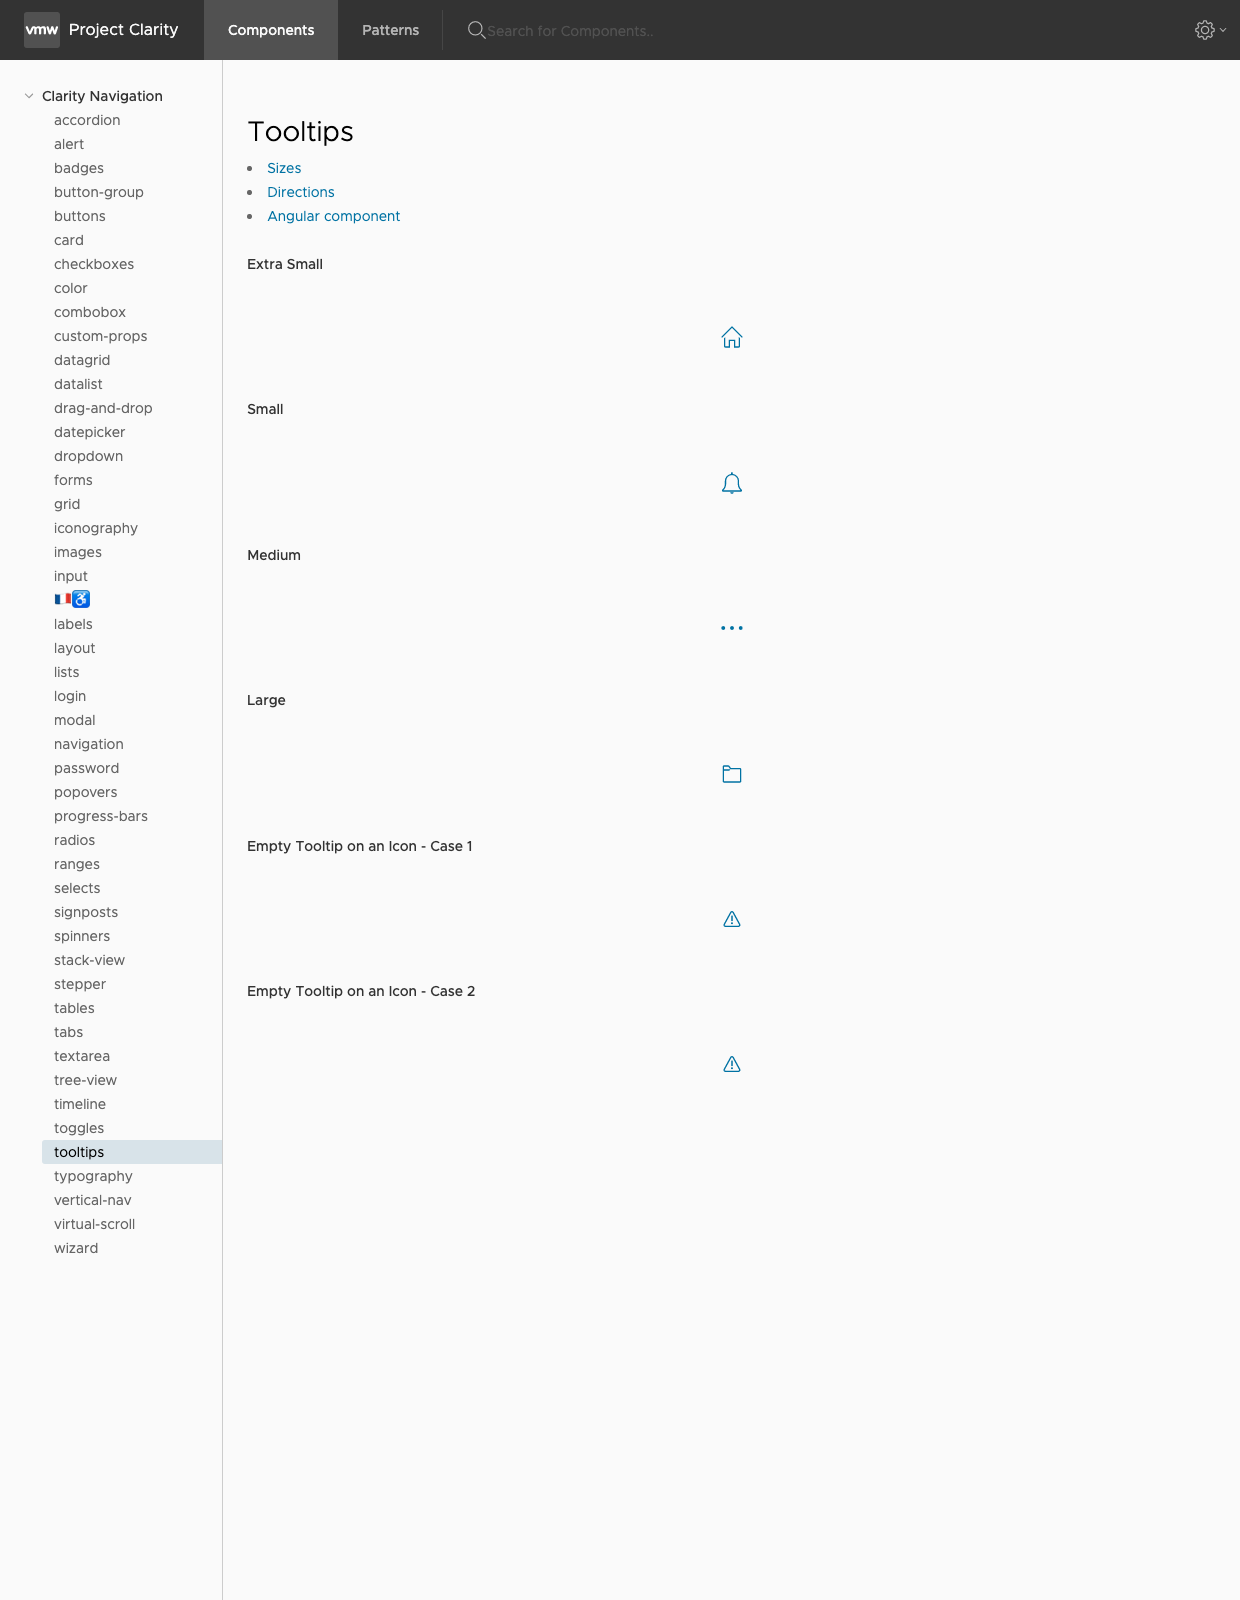 vmw Project Clarity Components Patterns Search for Components..
Clarity Navigation
accordion
alert
badges
button-group
buttons
card
checkboxes
color
combobox
custom-props
datagrid
datalist
drag-and-drop
datepicker
dropdown
forms
grid
iconography
images
input
🇫🇷♿
labels
layout
lists
login
modal
navigation
password
popovers
progress-bars
radios
ranges
selects
signposts
spinners
stack-view
stepper
tables
tabs
textarea
tree-view
timeline
toggles
tooltips
typography
vertical-nav
virtual-scroll
wizard
Tooltips
• Sizes
• Directions
• Angular component
Extra Small
Small
Medium
Large
Empty Tooltip on an Icon - Case 1
Empty Tooltip on an Icon - Case 2